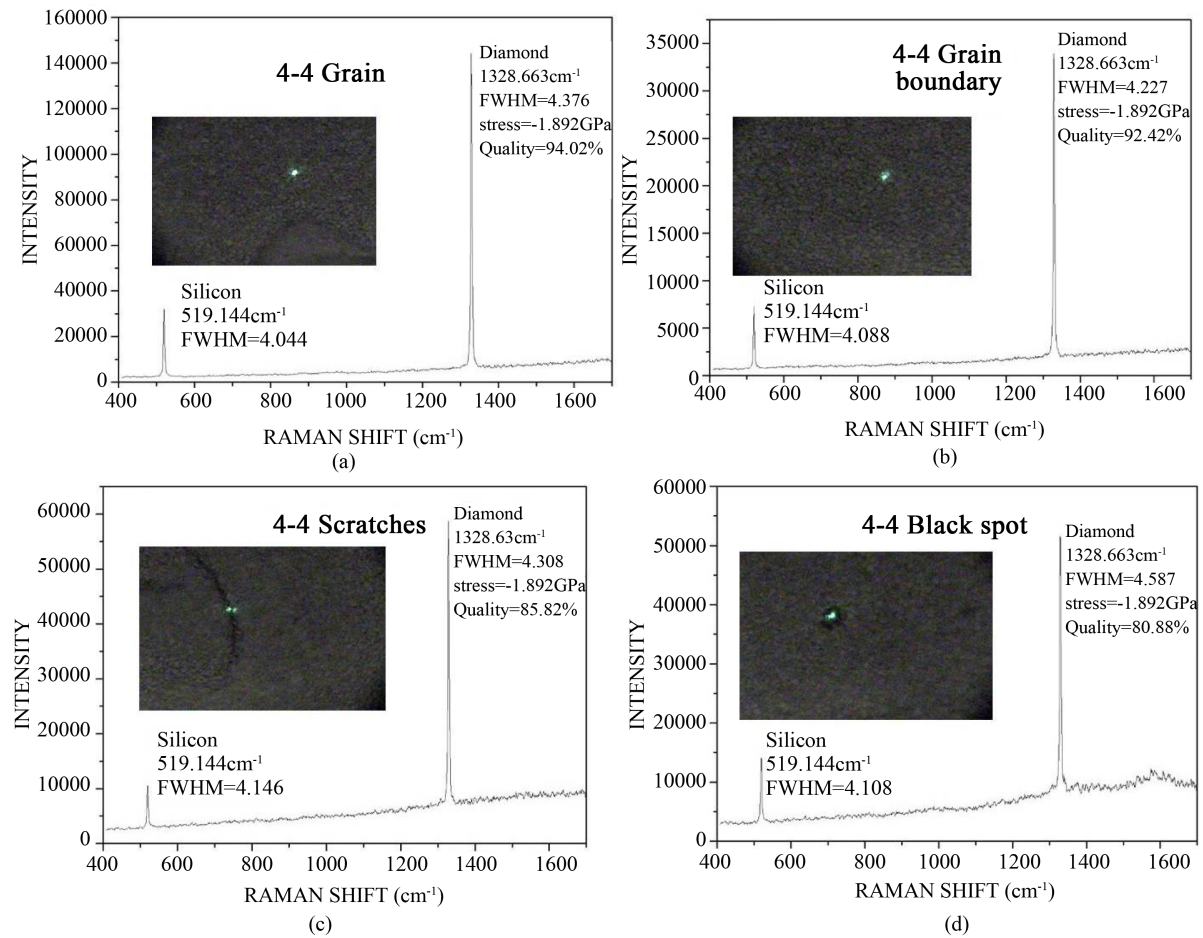 160000
140000
120000
100000
80000
60000
40000
20000
0
INTENSITY
4-4 Grain
Diamond
1328.663cm-1
FWHM=4.376
stress=-1.892GPa
Quality=94.02%
Silicon
519.144cm-1
FWHM=4.044
400 600 800 1000 1200 1400 1600
RAMAN SHIFT (cm-1)
(a)
35000
30000
25000
20000
15000
10000
5000
0
INTENSITY
4-4 Grain
boundary
Diamond
1328.663cm-1
FWHM=4.227
stress=-1.892GPa
Quality=92.42%
Silicon
519.144cm-1
FWHM=4.088
400 600 800 1000 1200 1400 1600
RAMAN SHIFT (cm-1)
(b)
60000
50000
40000
30000
20000
10000
0
INTENSITY
4-4 Scratches
Diamond
1328.63cm-1
FWHM=4.308
stress=-1.892GPa
Quality=85.82%
Silicon
519.144cm-1
FWHM=4.146
400 600 800 1000 1200 1400 1600
RAMAN SHIFT (cm-1)
(c)
60000
50000
40000
30000
20000
10000
0
INTENSITY
4-4 Black spot
Diamond
1328.663cm-1
FWHM=4.587
stress=-1.892GPa
Quality=80.88%
Silicon
519.144cm-1
FWHM=4.108
400 600 800 1000 1200 1400 1600
RAMAN SHIFT (cm-1)
(d)